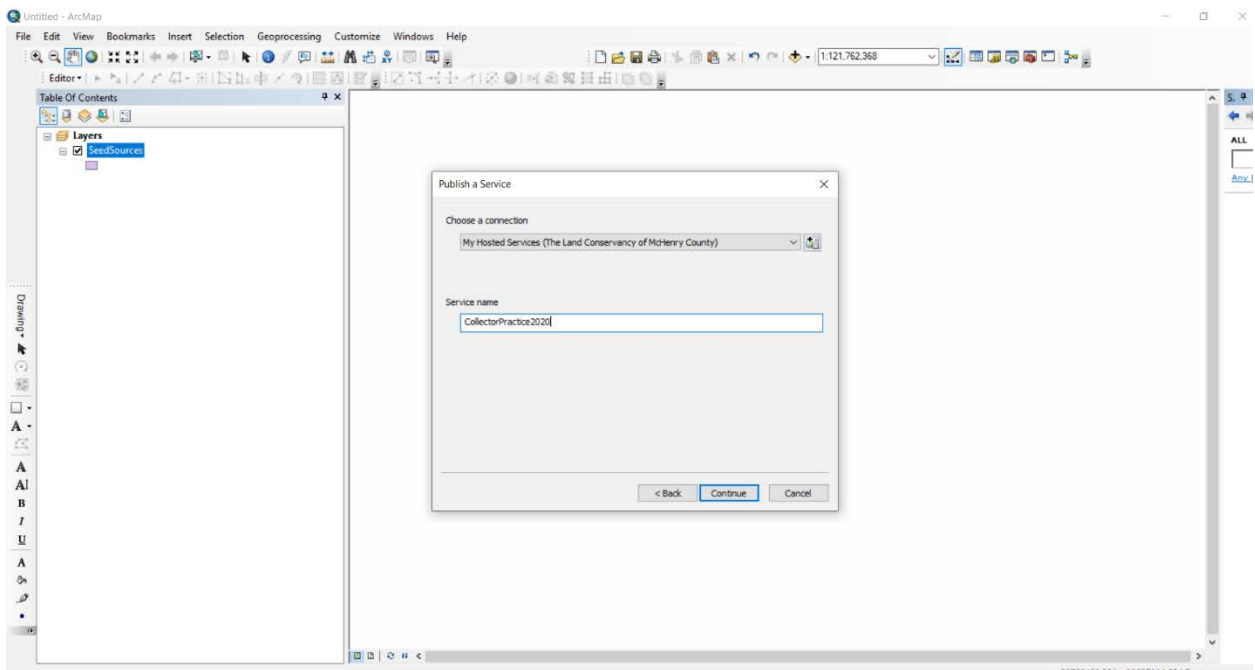 Untitled - ArcMap
File Edit View Bookmarks Insert Selection Geoprocessing Customize Windows Help
1:121,762,368
Editor
Table Of Contents
S.
Layers
SeedSources
ALL
Any
Publish a Service
Choose a connection
My Hosted Services (The Land Conservancy of McHenry County)
Service name
CollectorPractice2020
< Back Continue Cancel
Drawing
A
A
AI
B
I
U
A